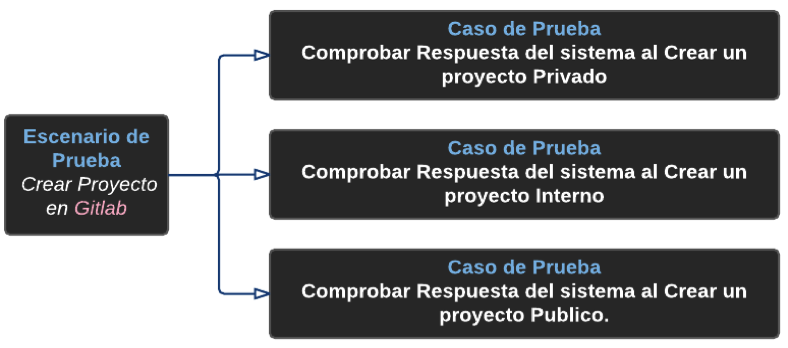 Escenario de
Prueba
Crear Proyecto
en Gitlab
Caso de Prueba
Comprobar Respuesta del sistema al Crear un
proyecto Privado
Caso de Prueba
Comprobar Respuesta del sistema al Crear un
proyecto Interno
Caso de Prueba
Comprobar Respuesta del sistema al Crear un
proyecto Publico.